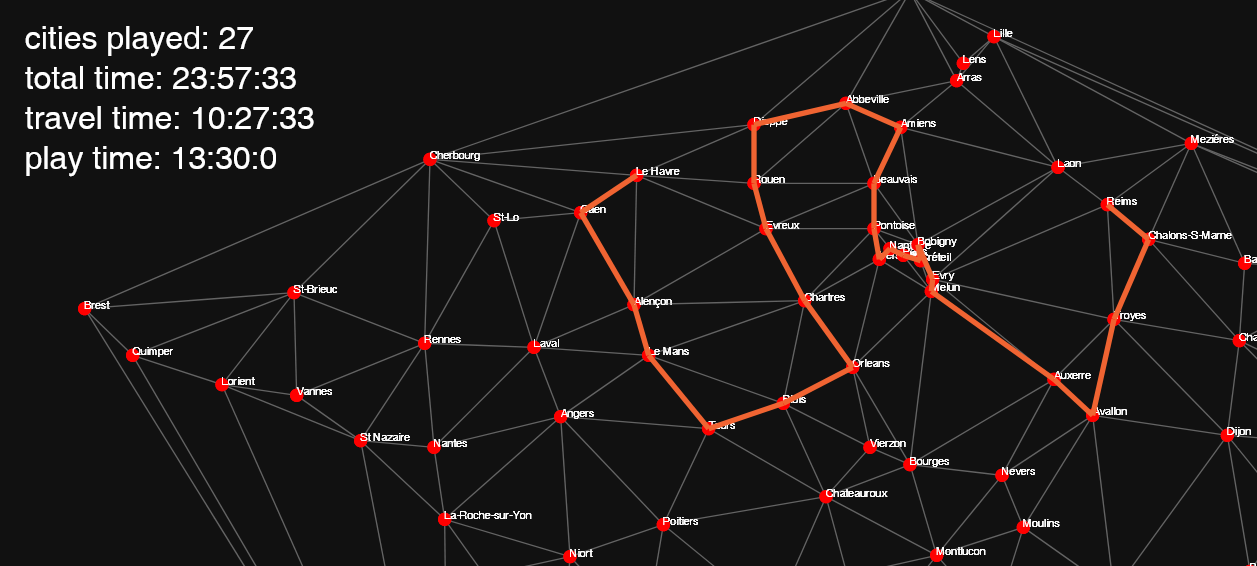 cities played: 27
total time: 23:57:33
travel time: 10:27:33
play time: 13:30:0
Lille
Lens
Arras
Abbeville
Dieppe
Amiens
Mezières
Cherbourg
Laon
Le Havre
Rouen
Beauvais
Reims
Caen
St-Lo
Evreux
Pontoise
Chalons-S-Marne
Bobigny
Créteil
Evry
Melun
St-Brieuc
Alençon
Chartres
Brest
Troyes
Rennes
Laval
Quimper
Le Mans
Orleans
Auxerre
Lorient
Vannes
Blois
Angers
Tours
Avallon
St Nazaire
Nantes
Vierzon
Dijon
Bourges
Nevers
Chateauroux
La-Roche-sur-Yon
Poitiers
Moulins
Niort
Montlucon